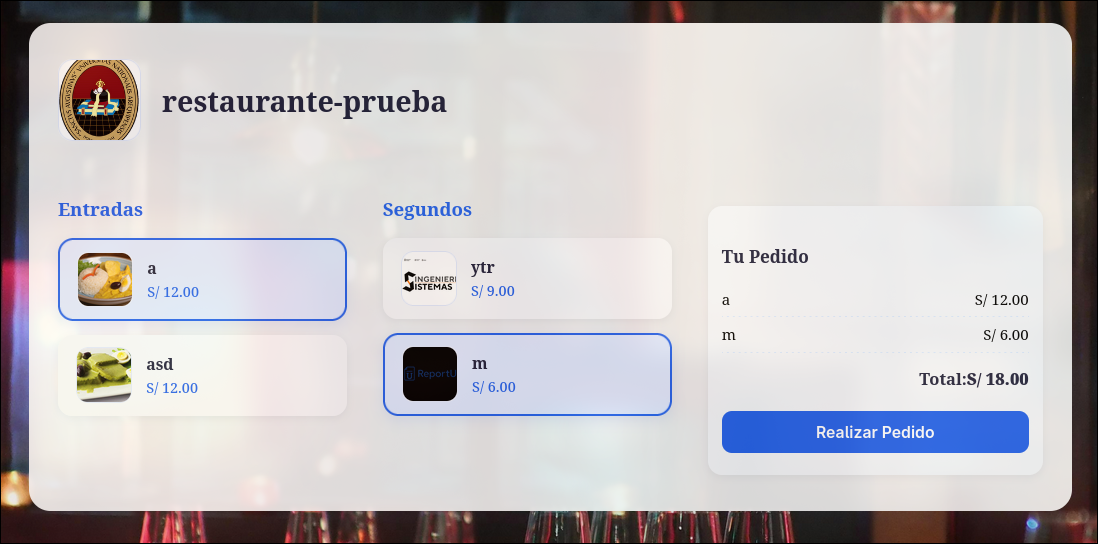 restaurante-prueba
Entradas
a
S/ 12.00
asd
S/ 12.00
Segundos
INGENIER
SISTEMAS
ytr
S/ 9.00
ReportU
m
S/ 6.00
Tu Pedido
a S/ 12.00
m S/ 6.00
Total:S/ 18.00
Realizar Pedido